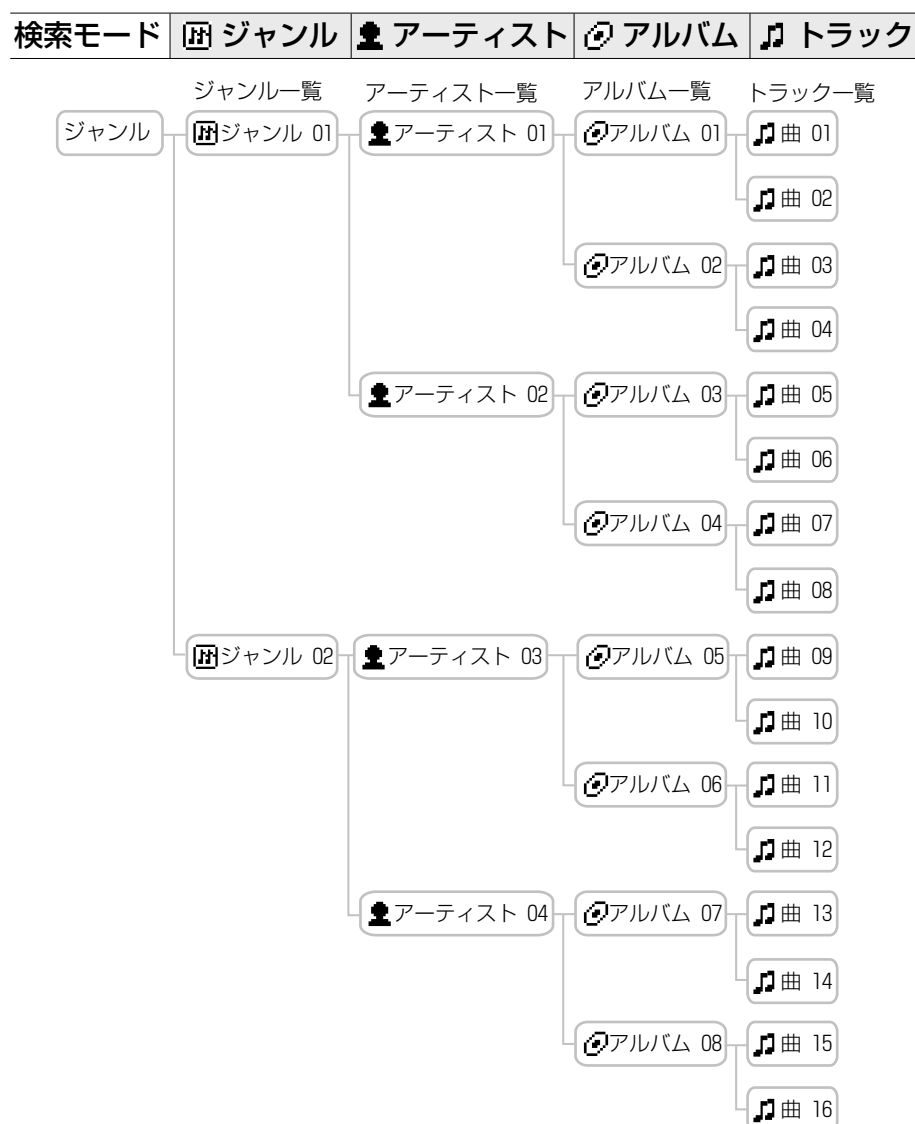 検索モード ジャンル アーティスト アルバム トラック
ジャンル一覧 アーティスト一覧 アルバム一覧 トラック一覧
ジャンル ジャンル 01 アーティスト 01 アルバム 01 曲 01
曲 02
アルバム 02 曲 03
曲 04
アーティスト 02 アルバム 03 曲 05
曲 06
アルバム 04 曲 07
曲 08
ジャンル 02 アーティスト 03 アルバム 05 曲 09
曲 10
アルバム 06 曲 11
曲 12
アーティスト 04 アルバム 07 曲 13
曲 14
アルバム 08 曲 15
曲 16